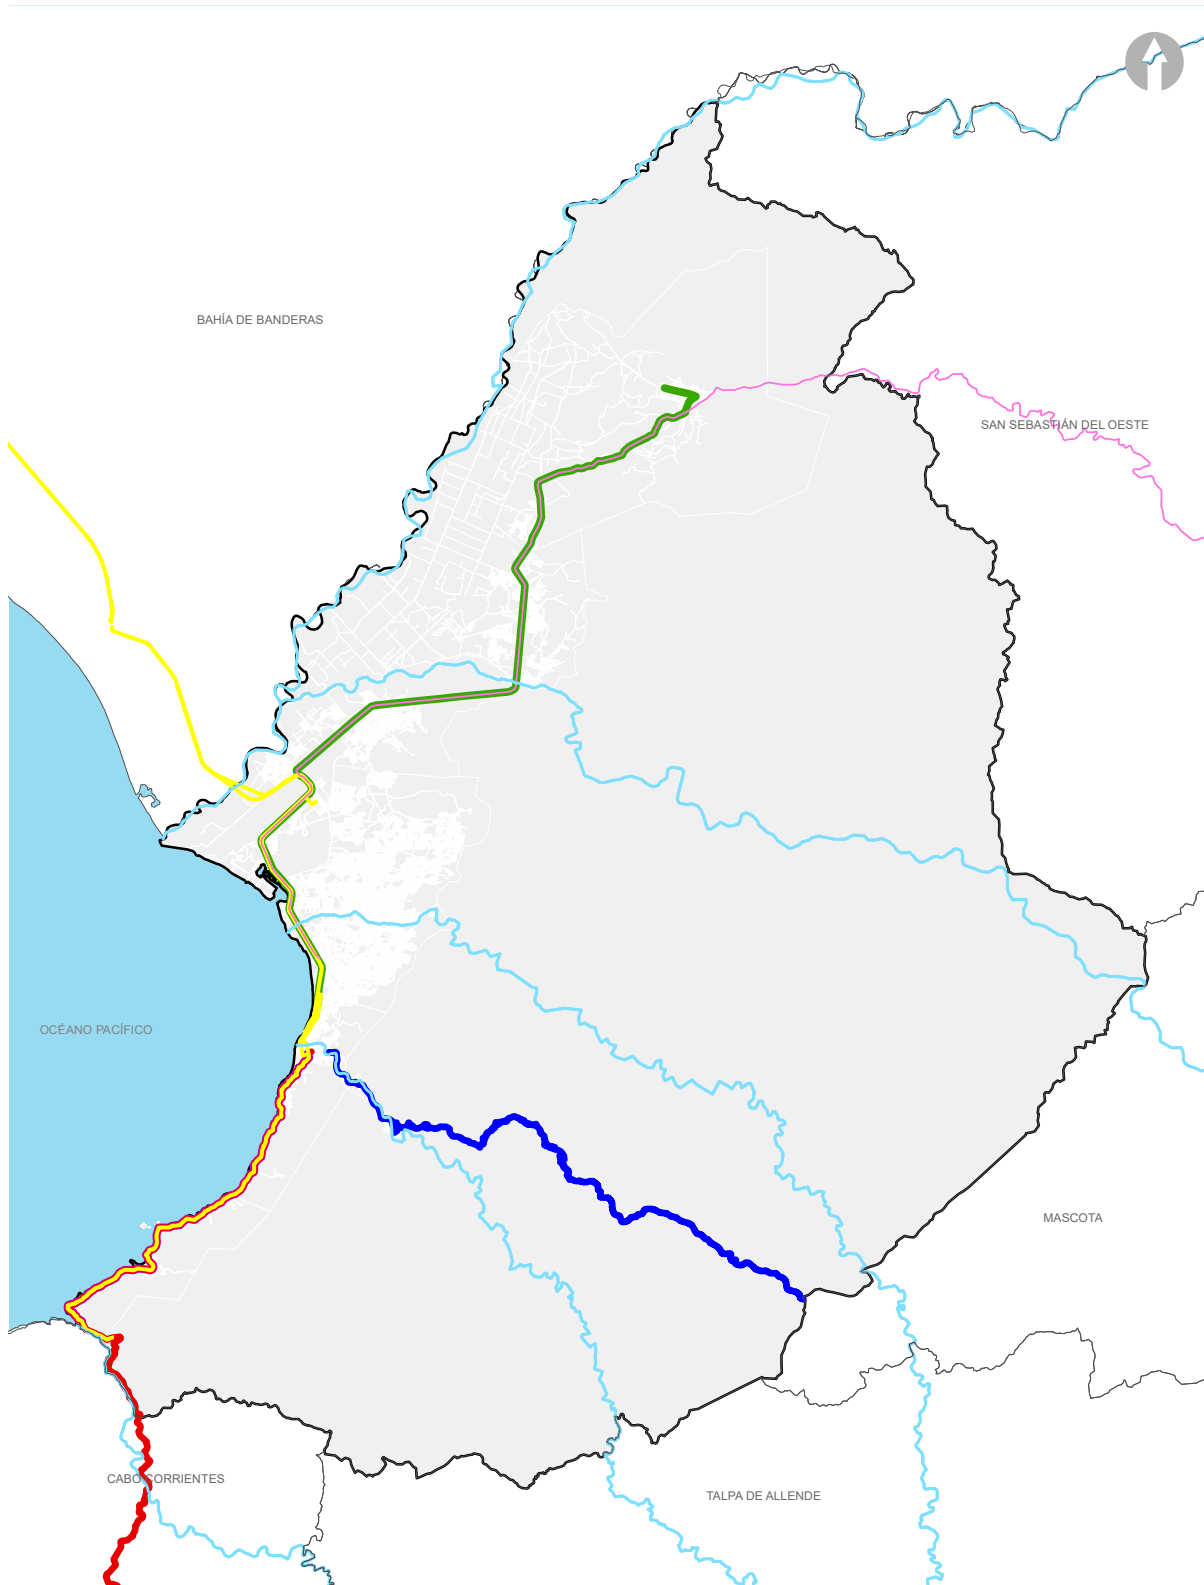 BAHÍA DE BANDERAS
SAN SEBASTIÁN DEL OESTE
OCÉANO PACÍFICO
MASCOTA
CABO CORRIENTES
TALPA DE ALLENDE